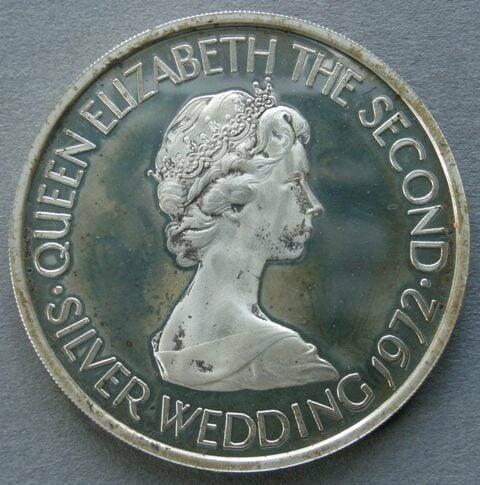 · QUEEN ELIZABETH THE SECOND ·
SILVER WEDDING 1972